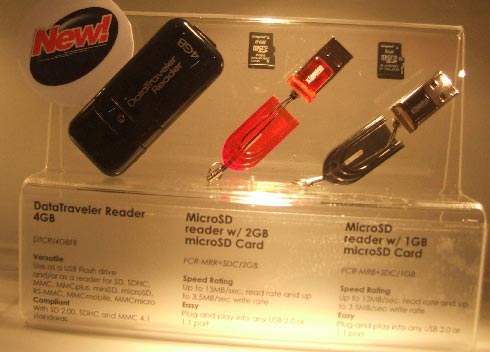 New!
4GB
DataTraveler
Reader
DataTraveler Reader
4GB
DTCR/4GBFE
Versatile
Use as a USB Flash drive
and/or as a reader for SD, SDHC,
MMC, MMCplus, miniSD, microSD,
RS-MMC, MMCmobile, MMCmicro
Compliant
With SD 2.00, SDHC and MMC 4.1
standards
MicroSD
reader w/ 2GB
microSD Card
FCR-MRR+SDC/2GB
Speed Rating
Up to 13MB/sec. read rate and up
to 3.5MB/sec write rate
Easy
Plug-and-play into any USB 2.0 or
1.1 port
MicroSD
reader w/ 1GB
microSD Card
FCR-MRB+SDC/1GB
Speed Rating
Up to 13MB/sec. read rate and up
to 3.5MB/sec write rate
Easy
Plug-and-play into any USB 2.0 or
1.1 port